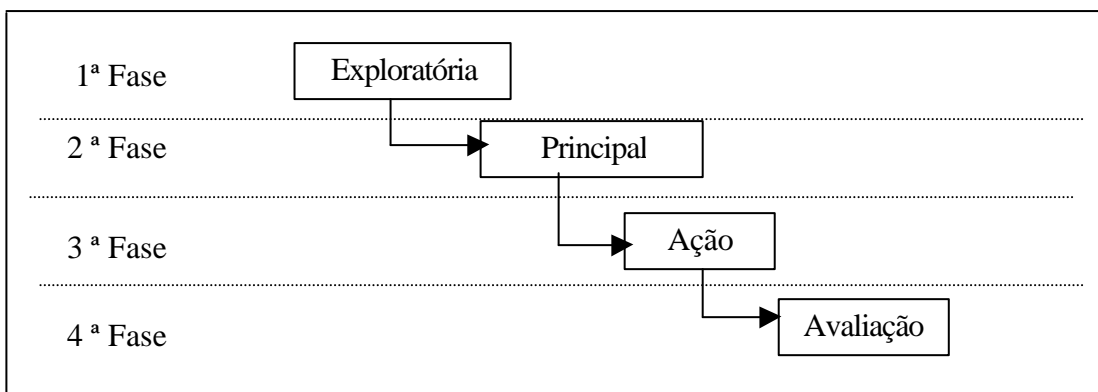 1ª Fase
Exploratória
2 ª Fase
Principal
3 ª Fase
Ação
4 ª Fase
Avaliação